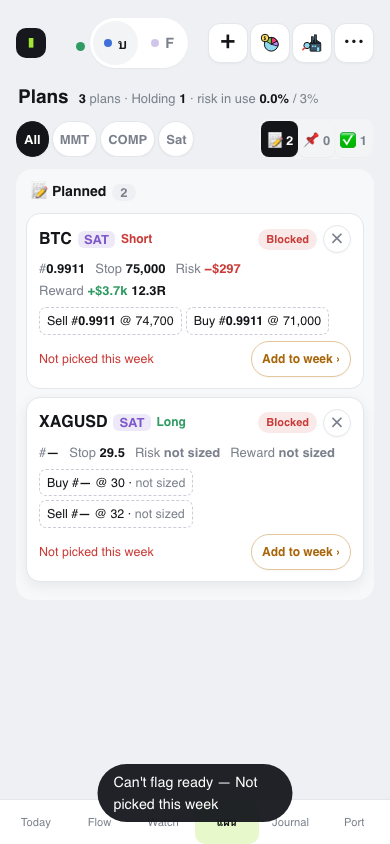 บ F
Plans 3 plans · Holding 1 · risk in use 0.0% / 3%
All MMT COMP Sat 2 0 1
Planned 2
BTC SAT Short Blocked
#0.9911 Stop 75,000 Risk −$297
Reward +$3.7k 12.3R
Sell #0.9911 @ 74,700 Buy #0.9911 @ 71,000
Not picked this week Add to week ›
XAGUSD SAT Long Blocked
#— Stop 29.5 Risk not sized Reward not sized
Buy #— @ 30 · not sized
Sell #— @ 32 · not sized
Not picked this week Add to week ›
Can't flag ready — Not
picked this week
Today Flow Watch Journal Port